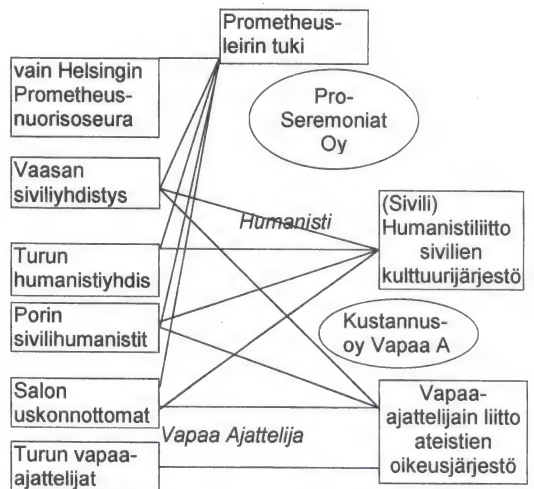 Prometheus-
leirin tuki
vain Helsingin
Prometheus-
nuorisoseura
Pro-
Seremoniat
Oy
Vaasan
siviliyhdistys
Humanisti
(Sivili)
Humanistiliitto
sivilien
kulttuurijärjestö
Turun
humanistiyhdis
Porin
sivilihumanistit
Kustannus-
oy Vapaa A
Salon
uskonnottomat
Vapaa-
ajattelijain liitto
ateistien
oikeusjärjestö
Vapaa Ajattelija
Turun vapaa-
ajattelijat